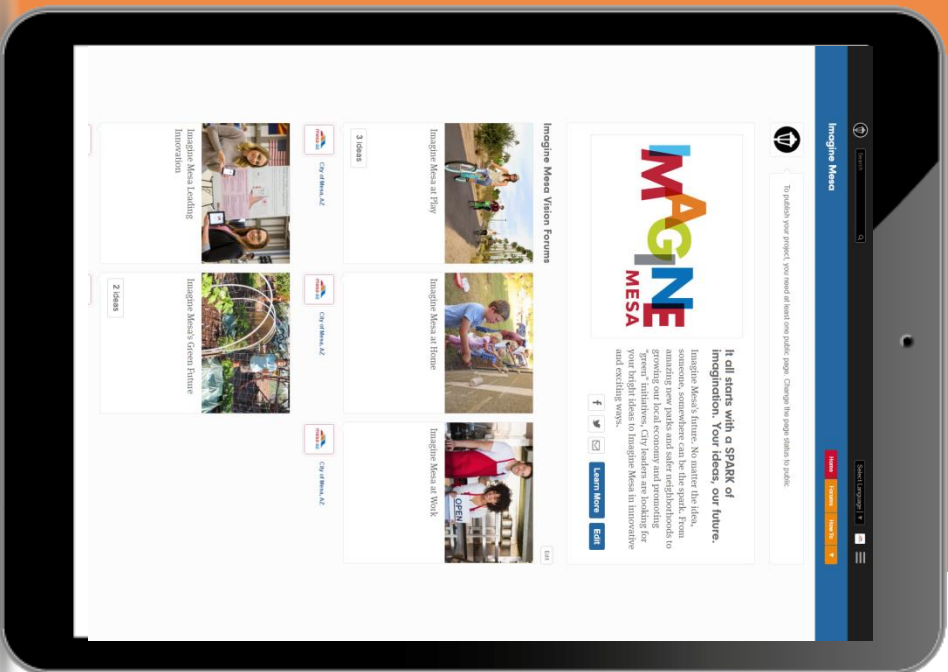 Search
Select Language
Imagine Mesa
Home
Forums
How To
To publish your project, you need at least one public page. Change the page status to public.
IMAGINE
MESA
It all starts with a SPARK of
imagination. Your ideas, our future.
Imagine Mesa's future. No matter the idea,
someone, somewhere can be the spark. From
amazing new parks and safer neighborhoods to
growing our local economy and promoting
"green" initiatives, City leaders are looking for
your bright ideas to Imagine Mesa in innovative
and exciting ways.
Learn More
Edit
Imagine Mesa Vision Forums
Edit
OPEN
Imagine Mesa at Play
Imagine Mesa at Home
Imagine Mesa at Work
3 ideas
mesa·az
City of Mesa, AZ
mesa·az
City of Mesa, AZ
mesa·az
City of Mesa, AZ
Imagine Mesa Leading
Innovation
Imagine Mesa's Green Future
2 ideas